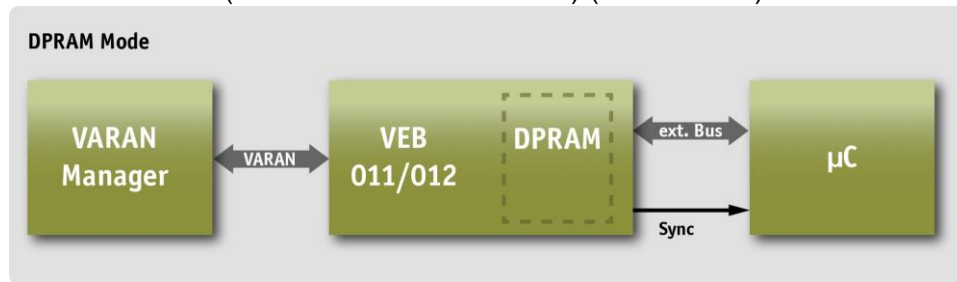 DPRAM Mode
VARAN
Manager
VARAN
VEB
011/012
DPRAM
ext. Bus
Sync
µC